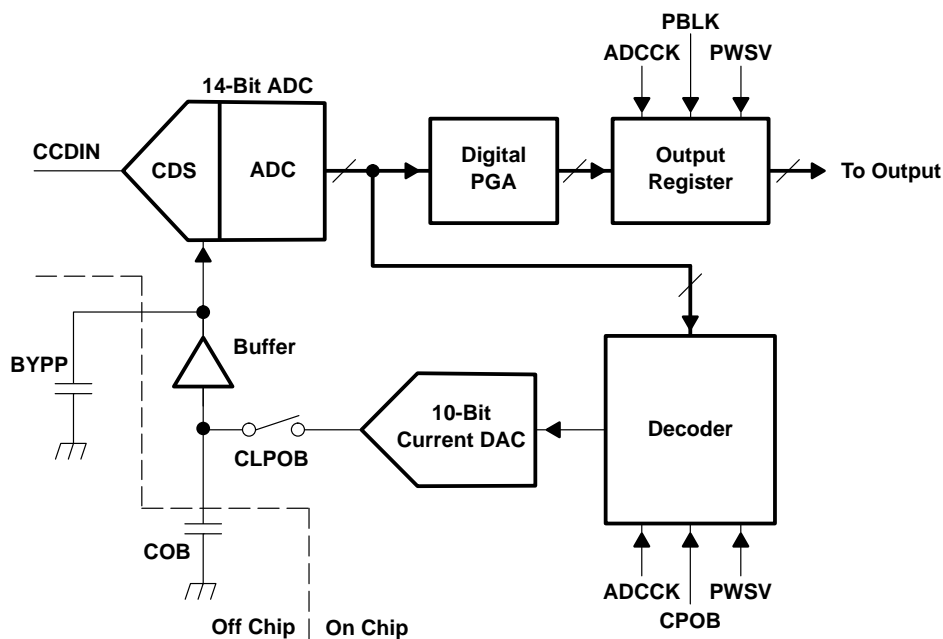 PBLK
ADCCK
PWSV
14-Bit ADC
CCDIN
CDS
ADC
Digital
PGA
Output
Register
To Output
BYPP
Buffer
CLPOB
10-Bit
Current DAC
Decoder
COB
ADCCK
PWSV
CPOB
Off Chip
On Chip